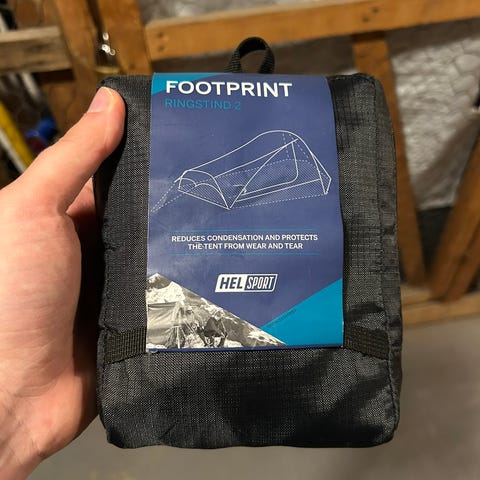 FOOTPRINT
RINGSTIND 2
REDUCES CONDENSATION AND PROTECTS
THE TENT FROM WEAR AND TEAR
HELSPORT